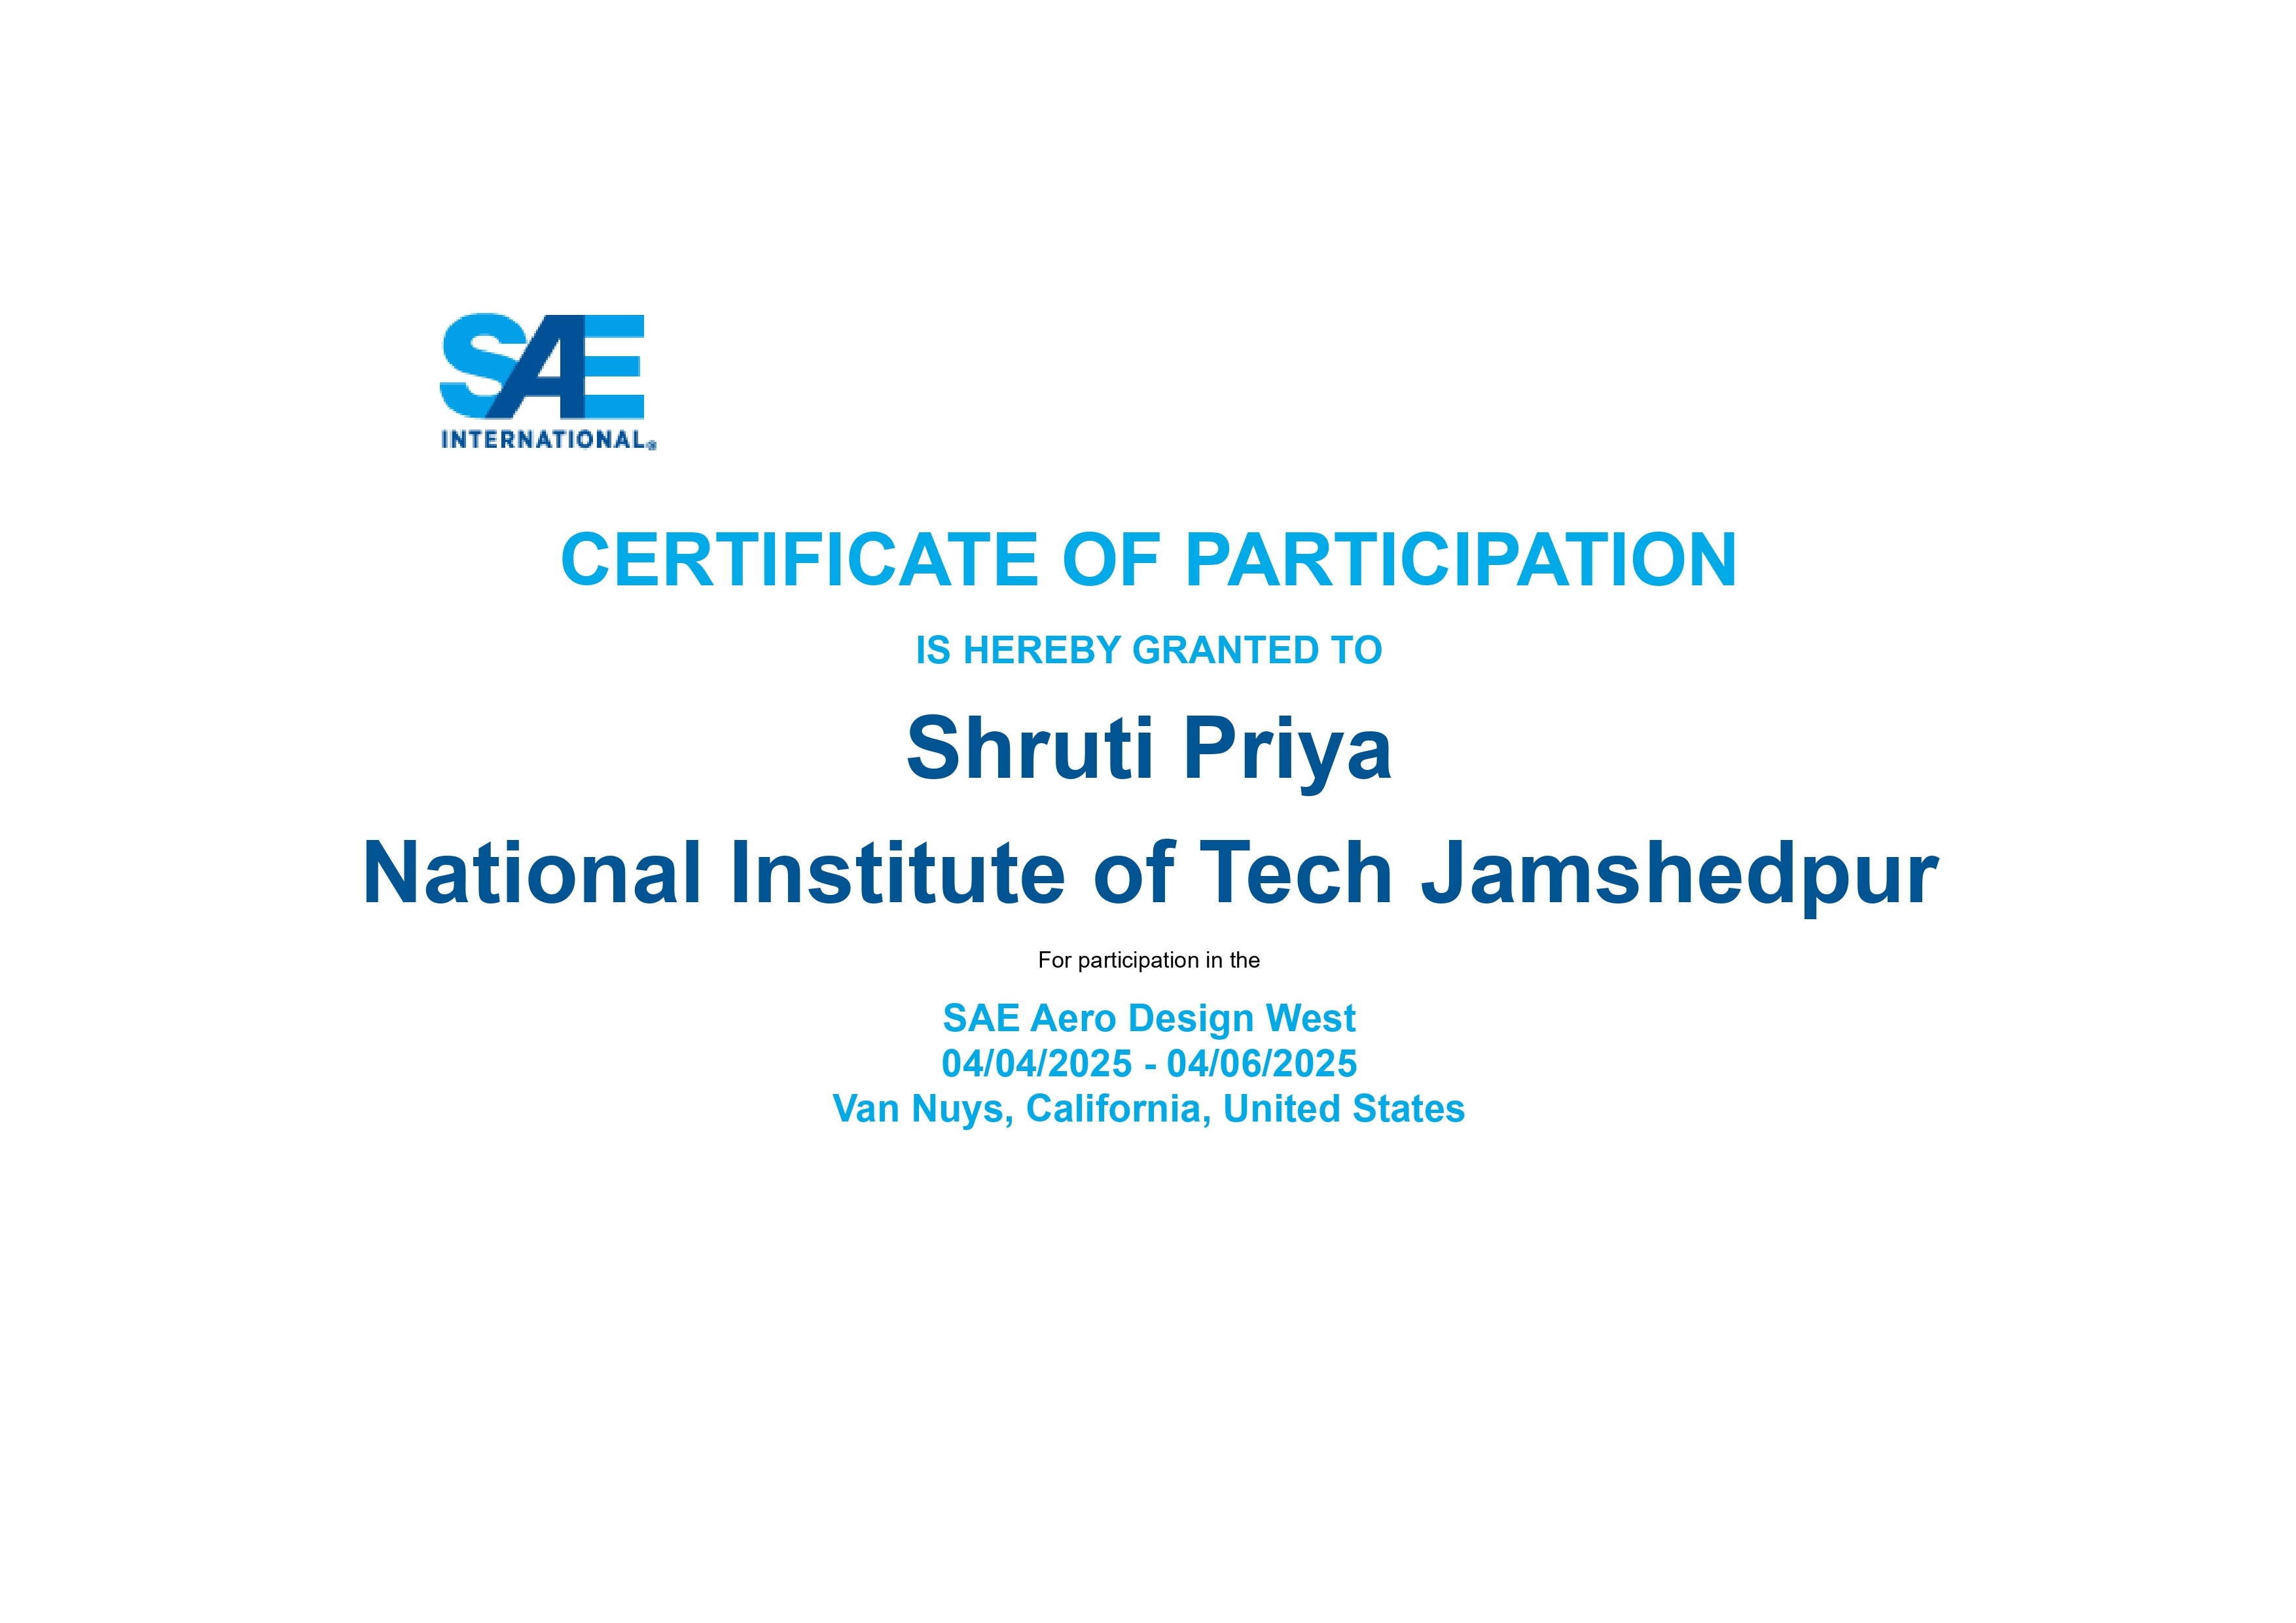 SAE
INTERNATIONAL®
CERTIFICATE OF PARTICIPATION
IS HEREBY GRANTED TO
Shruti Priya
National Institute of Tech Jamshedpur
For participation in the
SAE Aero Design West
04/04/2025 - 04/06/2025
Van Nuys, California, United States